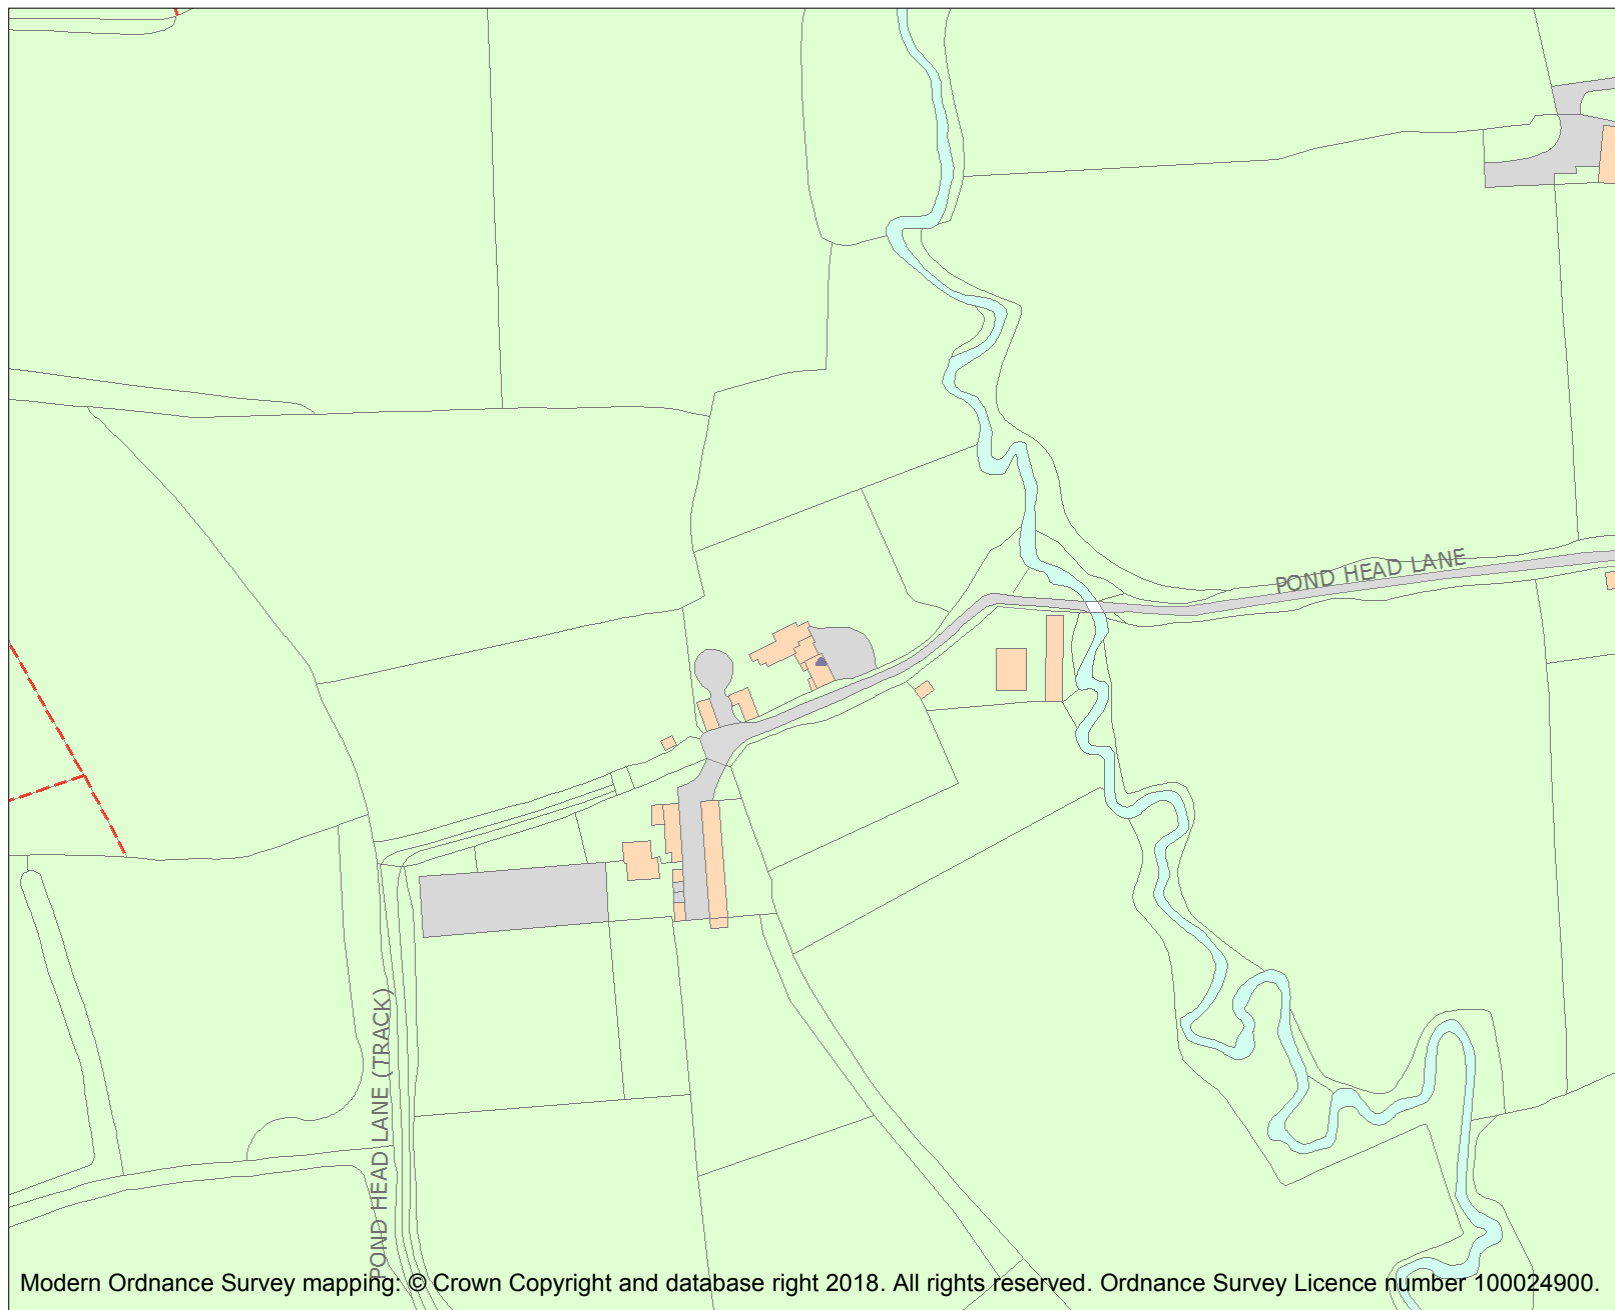 POND HEAD LANE
POND HEAD LANE (TRACK)
Modern Ordnance Survey mapping: © Crown Copyright and database right 2018. All rights reserved. Ordnance Survey Licence number 100024900.